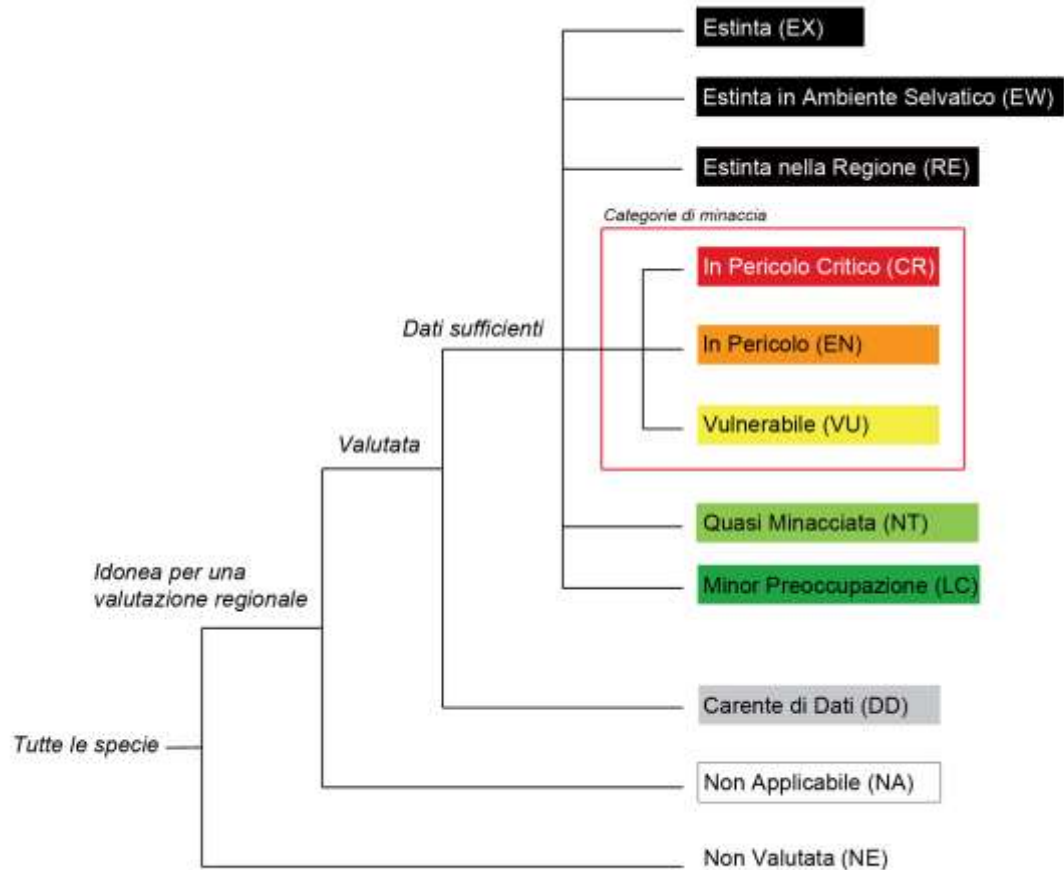 Estinta (EX)
Estinta in Ambiente Selvatico (EW)
Estinta nella Regione (RE)
Categorie di minaccia
In Pericolo Critico (CR)
Dati sufficienti
In Pericolo (EN)
Vulnerabile (VU)
Valutata
Quasi Minacciata (NT)
Idonea per una
valutazione regionale
Minor Preoccupazione (LC)
Carente di Dati (DD)
Tutte le specie
Non Applicabile (NA)
Non Valutata (NE)